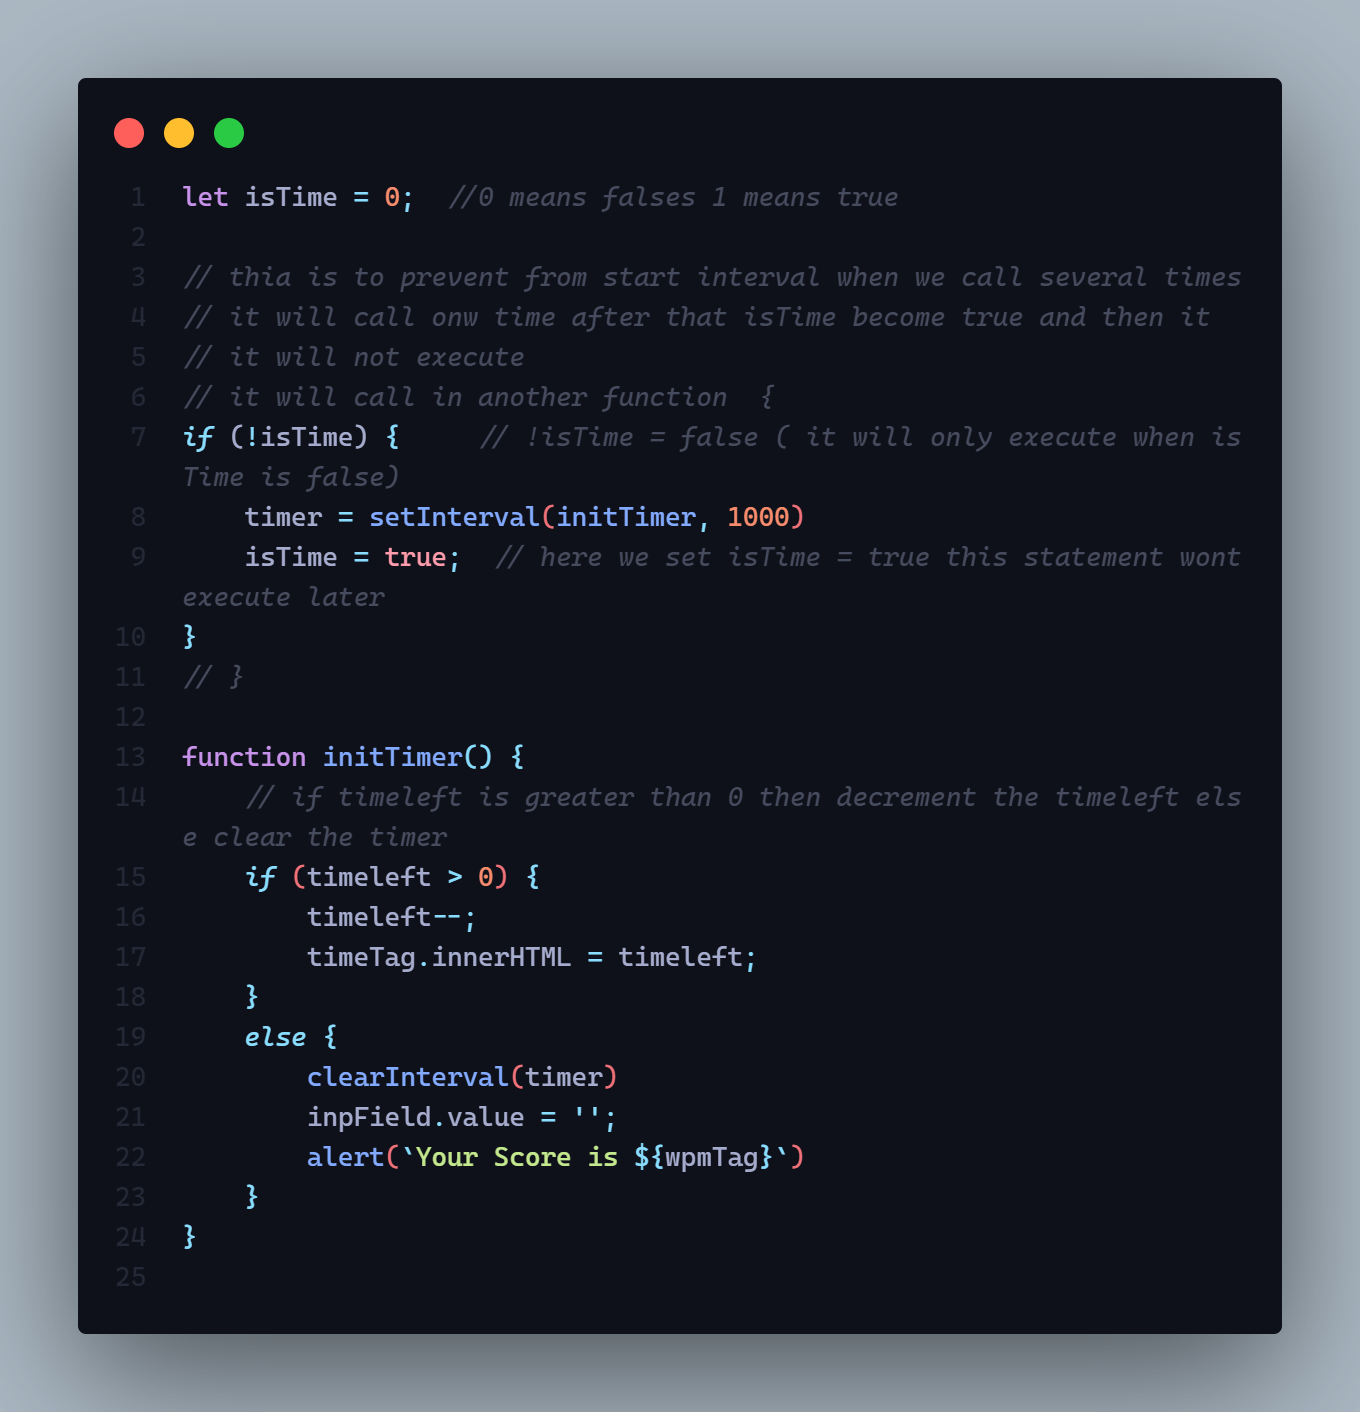 1 let isTime = 0;  //0 means falses 1 means true
2
3 // thia is to prevent from start interval when we call several times
4 // it will call onw time after that isTime become true and then it
5 // it will not execute
6 // it will call in another function  {
7 if (!isTime) {     // !isTime = false ( it will only execute when is
Time is false)
8     timer = setInterval(initTimer, 1000)
9     isTime = true;  // here we set isTime = true this statement wont
execute later
10 }
11 // }
12
13 function initTimer() {
14     // if timeleft is greater than 0 then decrement the timeleft els
e clear the timer
15     if (timeleft > 0) {
16         timeleft--;
17         timeTag.innerHTML = timeleft;
18     }
19     else {
20         clearInterval(timer)
21         inpField.value = '';
22         alert(`Your Score is ${wpmTag}`)
23     }
24 }
25